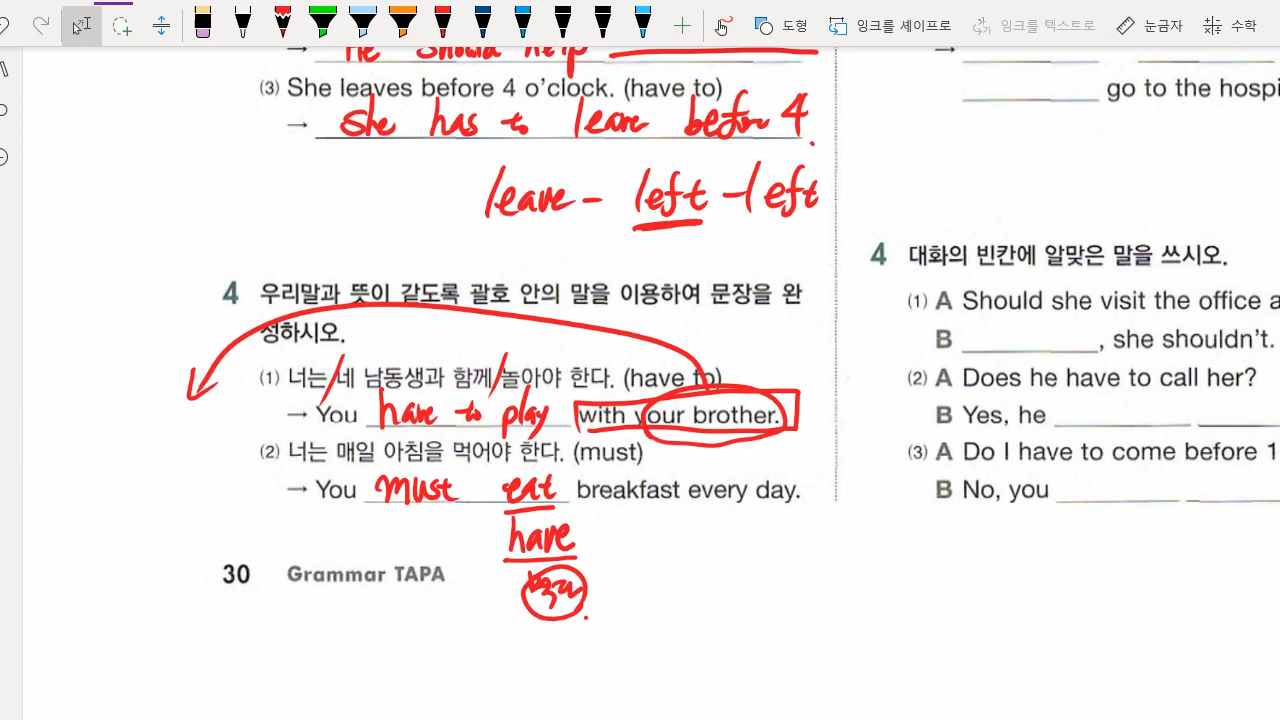 도형
잉크를 셰이프로
잉크를 텍스트로
눈금자
수학
→ He should help
(3) She leaves before 4 o'clock. (have to)
→ she has to leave before 4.
leave - left - left
4 우리말과 뜻이 같도록 괄호 안의 말을 이용하여 문장을 완
성하시오.
(1) 너는 네 남동생과 함께 놀아야 한다. (have to)
→ You have to play with your brother.
(2) 너는 매일 아침을 먹어야 한다. (must)
→ You must eat breakfast every day.
have
먹다.
30 Grammar TAPA
→
go to the hospi
4 대화의 빈칸에 알맞은 말을 쓰시오.
(1) A Should she visit the office a
B , she shouldn't.
(2) A Does he have to call her?
B Yes, he
(3) A Do I have to come before 1
B No, you